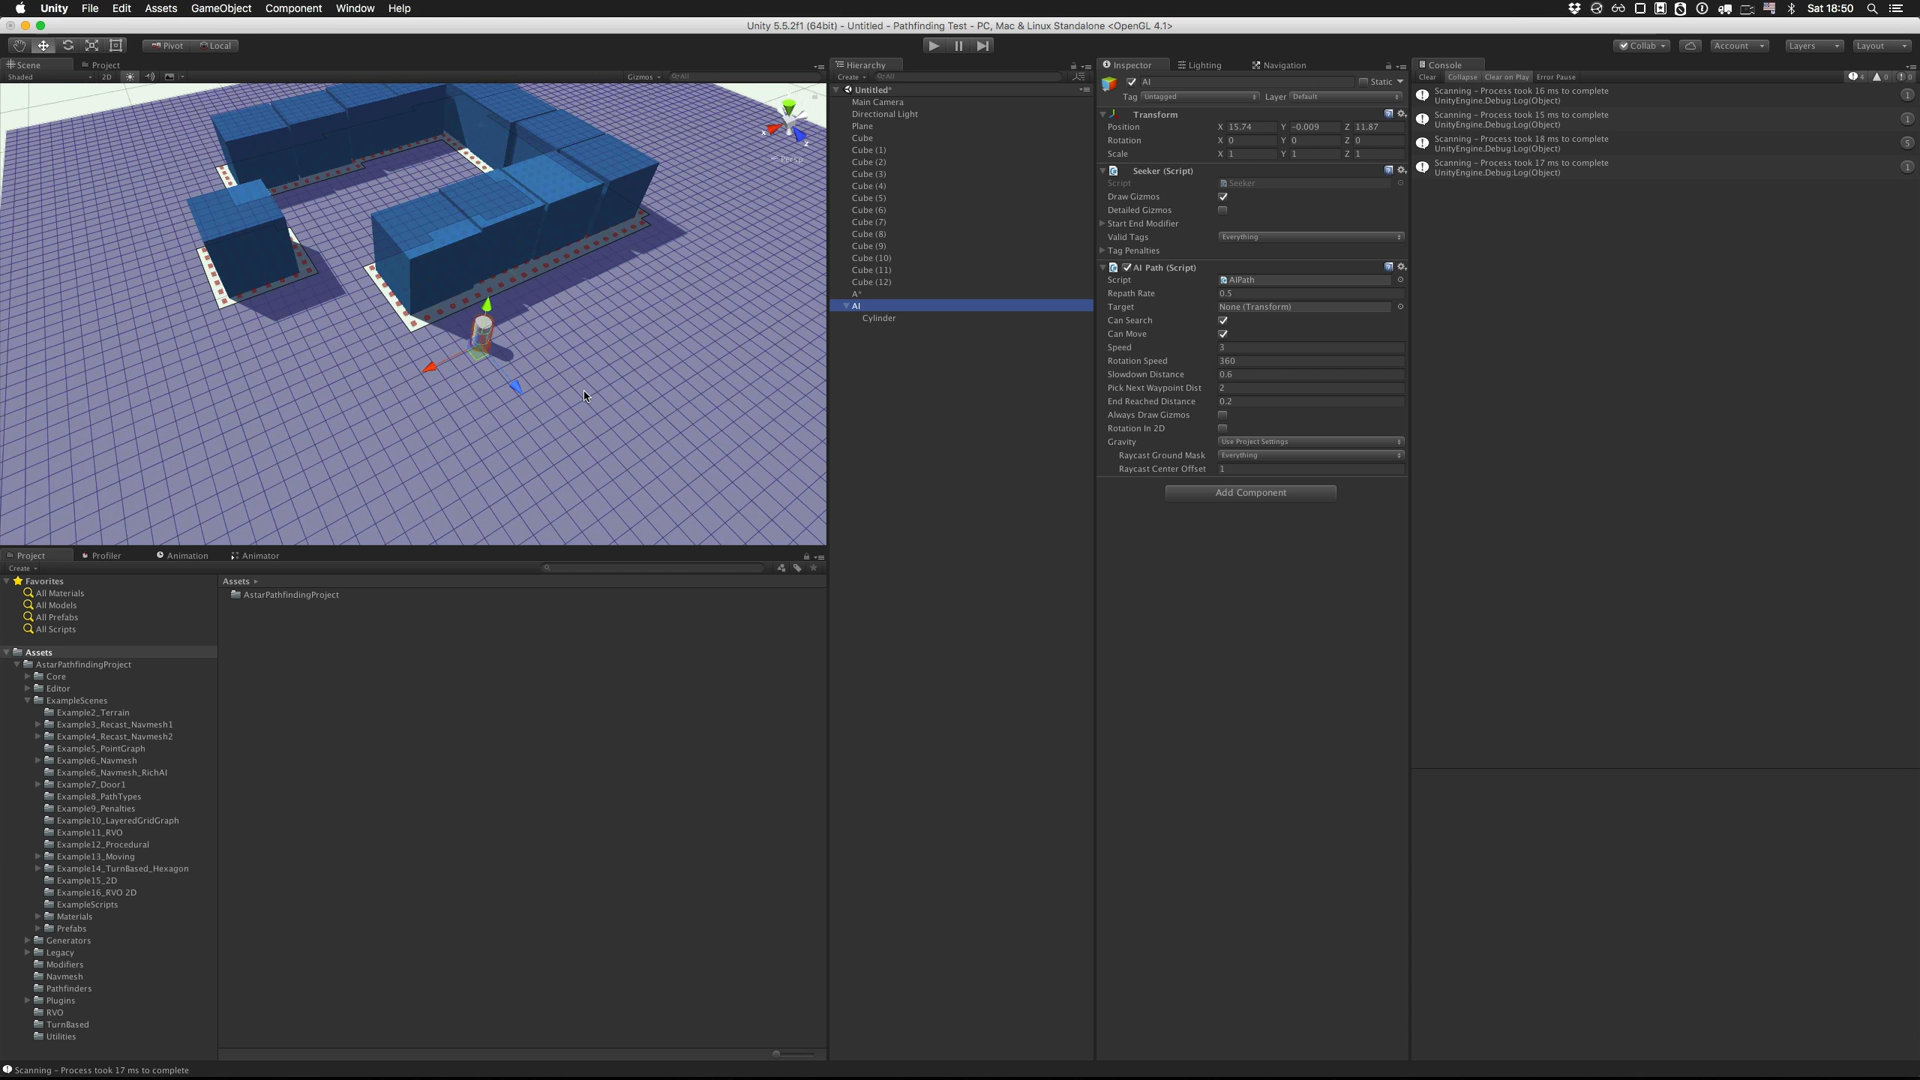 Unity File Edit Assets GameObject Component Window Help Sat 18:50
Unity 5.5.2f1 (64bit) - Untitled - Pathfinding Test - PC, Mac & Linux Standalone <OpenGL 4.1>
Pivot Local Collab Account Layers Layout
Scene Project
Shaded 2D Gizmos All
x z
Persp
Project Profiler Animation Animator
Create
Favorites
All Materials
All Models
All Prefabs
All Scripts
Assets
AstarPathfindingProject
Core
Editor
ExampleScenes
Example2_Terrain
Example3_Recast_Navmesh1
Example4_Recast_Navmesh2
Example5_PointGraph
Example6_Navmesh
Example6_Navmesh_RichAI
Example7_Door1
Example8_PathTypes
Example9_Penalties
Example10_LayeredGridGraph
Example11_RVO
Example12_Procedural
Example13_Moving
Example14_TurnBased_Hexagon
Example15_2D
Example16_RVO 2D
ExampleScripts
Materials
Prefabs
Generators
Legacy
Modifiers
Navmesh
Pathfinders
Plugins
RVO
TurnBased
Utilities
Assets
AstarPathfindingProject
Scanning - Process took 17 ms to complete
Hierarchy
Create All
Untitled*
Main Camera
Directional Light
Plane
Cube
Cube (1)
Cube (2)
Cube (3)
Cube (4)
Cube (5)
Cube (6)
Cube (7)
Cube (8)
Cube (9)
Cube (10)
Cube (11)
Cube (12)
A*
AI
Cylinder
Inspector Lighting Navigation
AI Static
Tag Untagged Layer Default
Transform
Position X 15.74 Y -0.009 Z 11.87
Rotation X 0 Y 0 Z 0
Scale X 1 Y 1 Z 1
Seeker (Script)
Script Seeker
Draw Gizmos
Detailed Gizmos
Start End Modifier
Valid Tags Everything
Tag Penalties
AI Path (Script)
Script AIPath
Repath Rate 0.5
Target None (Transform)
Can Search
Can Move
Speed 3
Rotation Speed 360
Slowdown Distance 0.6
Pick Next Waypoint Dist 2
End Reached Distance 0.2
Always Draw Gizmos
Rotation In 2D
Gravity Use Project Settings
Raycast Ground Mask Everything
Raycast Center Offset 1
Add Component
Console
Clear Collapse Clear on Play Error Pause 4 0 0
Scanning - Process took 16 ms to complete 1
UnityEngine.Debug:Log(Object)
Scanning - Process took 15 ms to complete 1
UnityEngine.Debug:Log(Object)
Scanning - Process took 18 ms to complete 5
UnityEngine.Debug:Log(Object)
Scanning - Process took 17 ms to complete 1
UnityEngine.Debug:Log(Object)